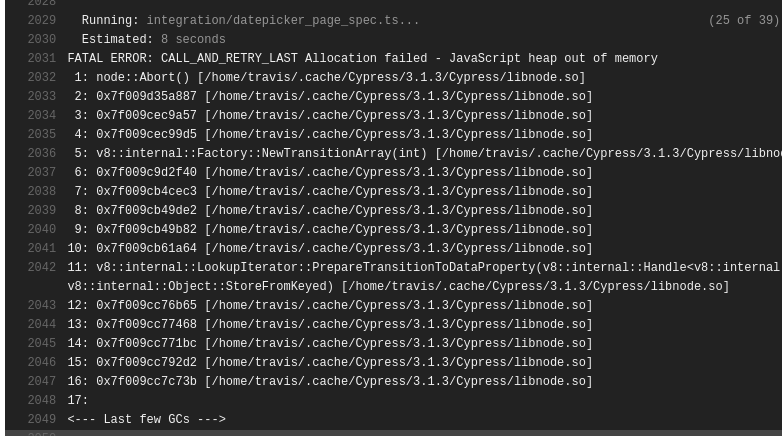 2028
2029 Running: integration/datepicker_page_spec.ts... (25 of 39)
2030 Estimated: 8 seconds
2031 FATAL ERROR: CALL_AND_RETRY_LAST Allocation failed - JavaScript heap out of memory
2032 1: node::Abort() [/home/travis/.cache/Cypress/3.1.3/Cypress/libnode.so]
2033 2: 0x7f009d35a887 [/home/travis/.cache/Cypress/3.1.3/Cypress/libnode.so]
2034 3: 0x7f009cec9a57 [/home/travis/.cache/Cypress/3.1.3/Cypress/libnode.so]
2035 4: 0x7f009cec99d5 [/home/travis/.cache/Cypress/3.1.3/Cypress/libnode.so]
2036 5: v8::internal::Factory::NewTransitionArray(int) [/home/travis/.cache/Cypress/3.1.3/Cypress/libnod
2037 6: 0x7f009c9d2f40 [/home/travis/.cache/Cypress/3.1.3/Cypress/libnode.so]
2038 7: 0x7f009cb4cec3 [/home/travis/.cache/Cypress/3.1.3/Cypress/libnode.so]
2039 8: 0x7f009cb49de2 [/home/travis/.cache/Cypress/3.1.3/Cypress/libnode.so]
2040 9: 0x7f009cb49b82 [/home/travis/.cache/Cypress/3.1.3/Cypress/libnode.so]
2041 10: 0x7f009cb61a64 [/home/travis/.cache/Cypress/3.1.3/Cypress/libnode.so]
2042 11: v8::internal::LookupIterator::PrepareTransitionToDataProperty(v8::internal::Handle<v8::internal
v8::internal::Object::StoreFromKeyed) [/home/travis/.cache/Cypress/3.1.3/Cypress/libnode.so]
2043 12: 0x7f009cc76b65 [/home/travis/.cache/Cypress/3.1.3/Cypress/libnode.so]
2044 13: 0x7f009cc77468 [/home/travis/.cache/Cypress/3.1.3/Cypress/libnode.so]
2045 14: 0x7f009cc771bc [/home/travis/.cache/Cypress/3.1.3/Cypress/libnode.so]
2046 15: 0x7f009cc792d2 [/home/travis/.cache/Cypress/3.1.3/Cypress/libnode.so]
2047 16: 0x7f009cc7c73b [/home/travis/.cache/Cypress/3.1.3/Cypress/libnode.so]
2048 17:
2049 <--- Last few GCs --->